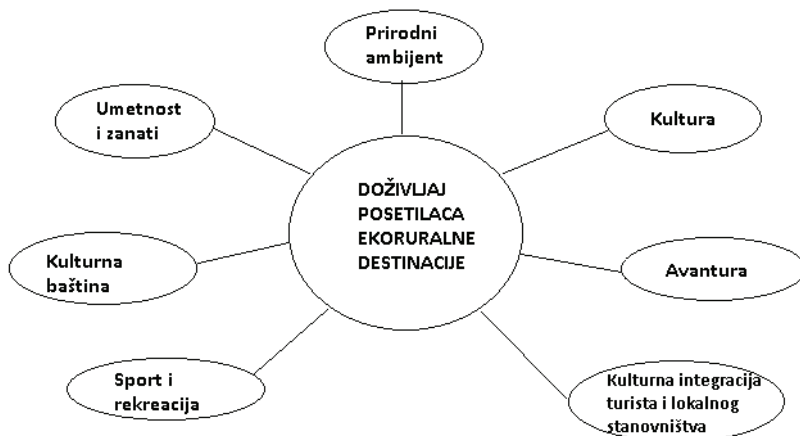 Prirodni
ambijent
Umetnost
i zanati
Kultura
DOŽIVLJAJ
POSETILACA
EKORURALNE
DESTINACIJE
Kulturna
baština
Avantura
Sport i
rekreacija
Kulturna integracija
turista i lokalnog
stanovništva